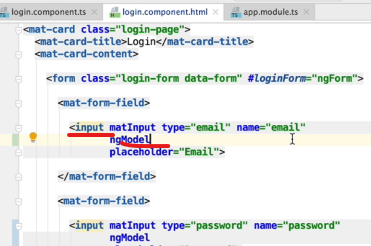 login.component.ts × login.component.html × app.module.ts ×
<mat-card class="login-page">
<mat-card-title>Login</mat-card-title>
<mat-card-content>
<form class="login-form data-form" #loginForm="ngForm">
<mat-form-field>
<input matInput type="email" name="email"
ngModel
placeholder="Email">
</mat-form-field>
<mat-form-field>
<input matInput type="password" name="password"
ngModel